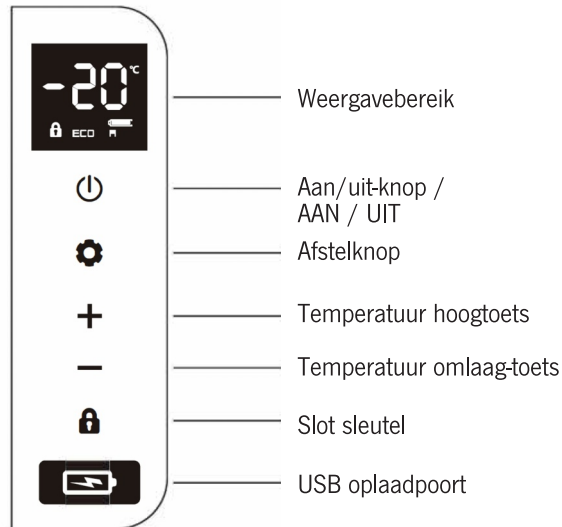 -20°C
ECO
Weergavebereik
Aan/uit-knop /
AAN / UIT
Afstelknop
Temperatuur hoogtoets
Temperatuur omlaag-toets
Slot sleutel
USB oplaadpoort